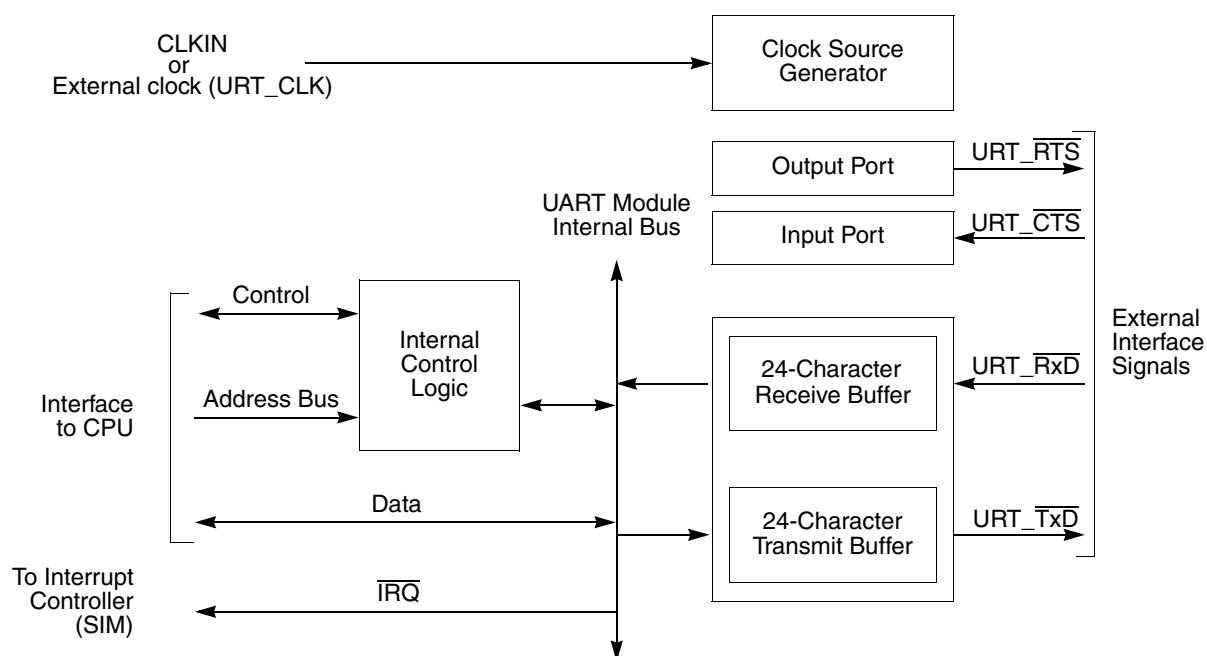 CLKIN
or
External clock (URT_CLK)
Clock Source
Generator
Output Port
URT_RTS
UART Module
Internal Bus
Input Port
URT_CTS
Control
Internal
Control
Logic
24-Character
Receive Buffer
URT_RxD
External
Interface
Signals
Interface
to CPU
Address Bus
Data
24-Character
Transmit Buffer
URT_TxD
To Interrupt
Controller
(SIM)
IRQ